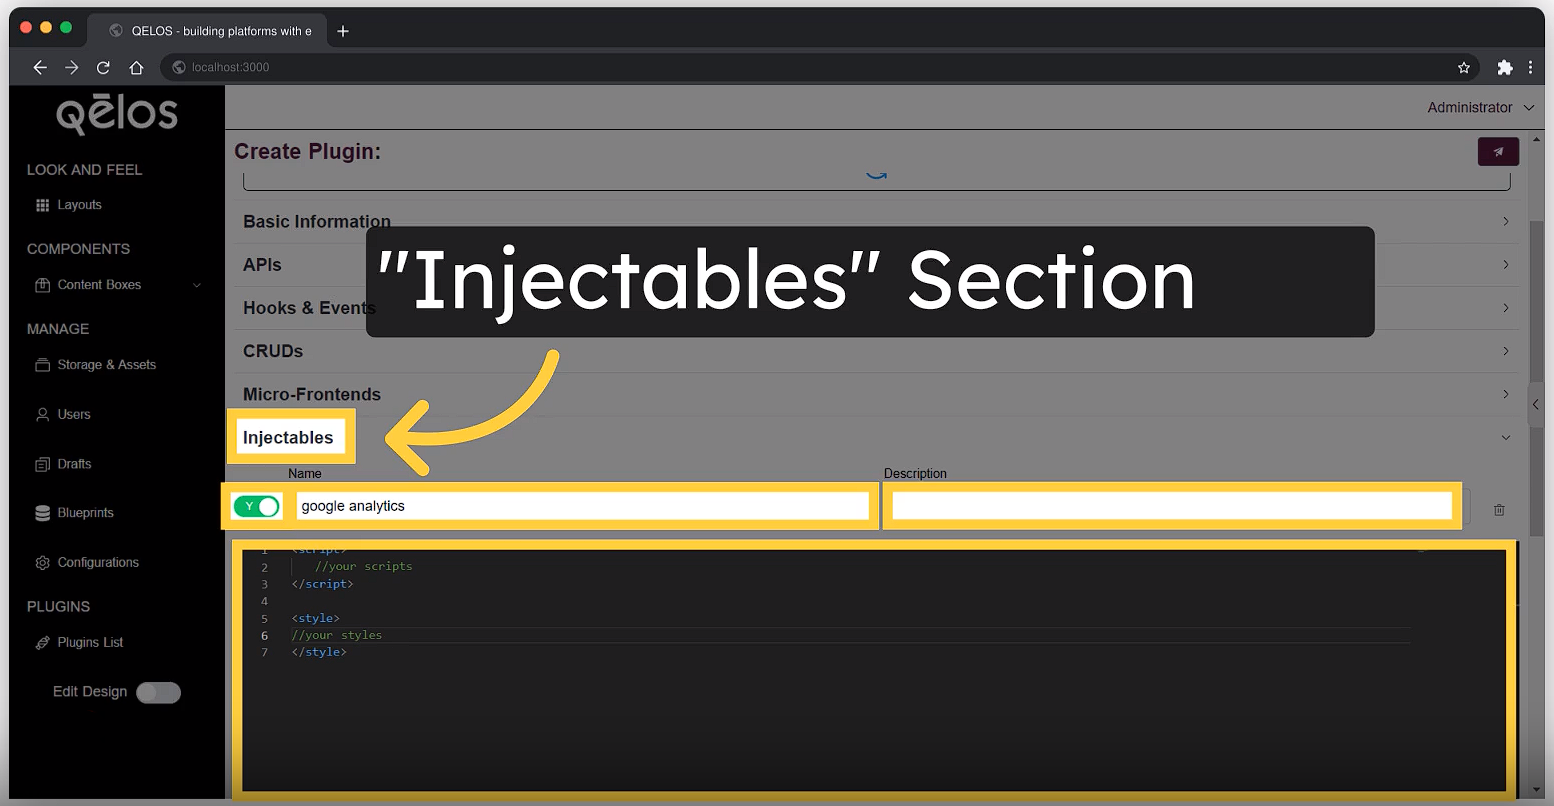 QELOS - building platforms with e
localhost:3000
qēlos
Administrator
LOOK AND FEEL
Layouts
COMPONENTS
Content Boxes
MANAGE
Storage & Assets
Users
Drafts
Blueprints
Configurations
PLUGINS
Plugins List
Edit Design
Create Plugin:
Basic Information
APIs
Hooks & Events
CRUDs
Micro-Frontends
"Injectables" Section
Injectables
Name
Description
Y
google analytics
1 <script>
2 //your scripts
3 </script>
4
5 <style>
6 //your styles
7 </style>